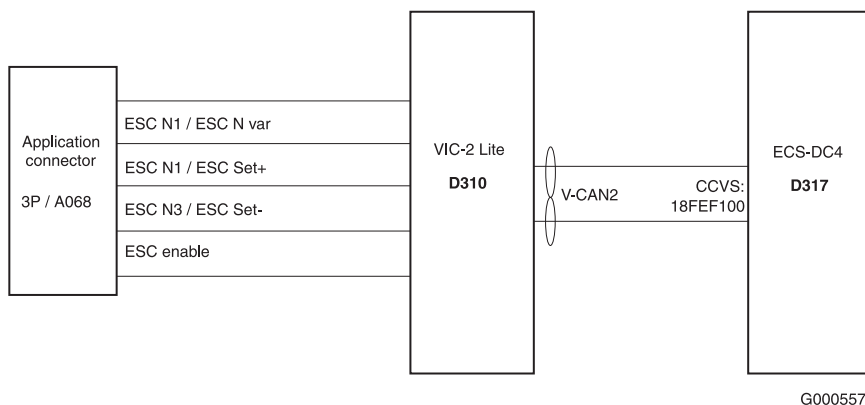 Application
connector
3P / A068
ESC N1 / ESC N var
ESC N1 / ESC Set+
ESC N3 / ESC Set-
ESC enable
VIC-2 Lite
D310
V-CAN2
CCVS:
18FEF100
ECS-DC4
D317
G000557